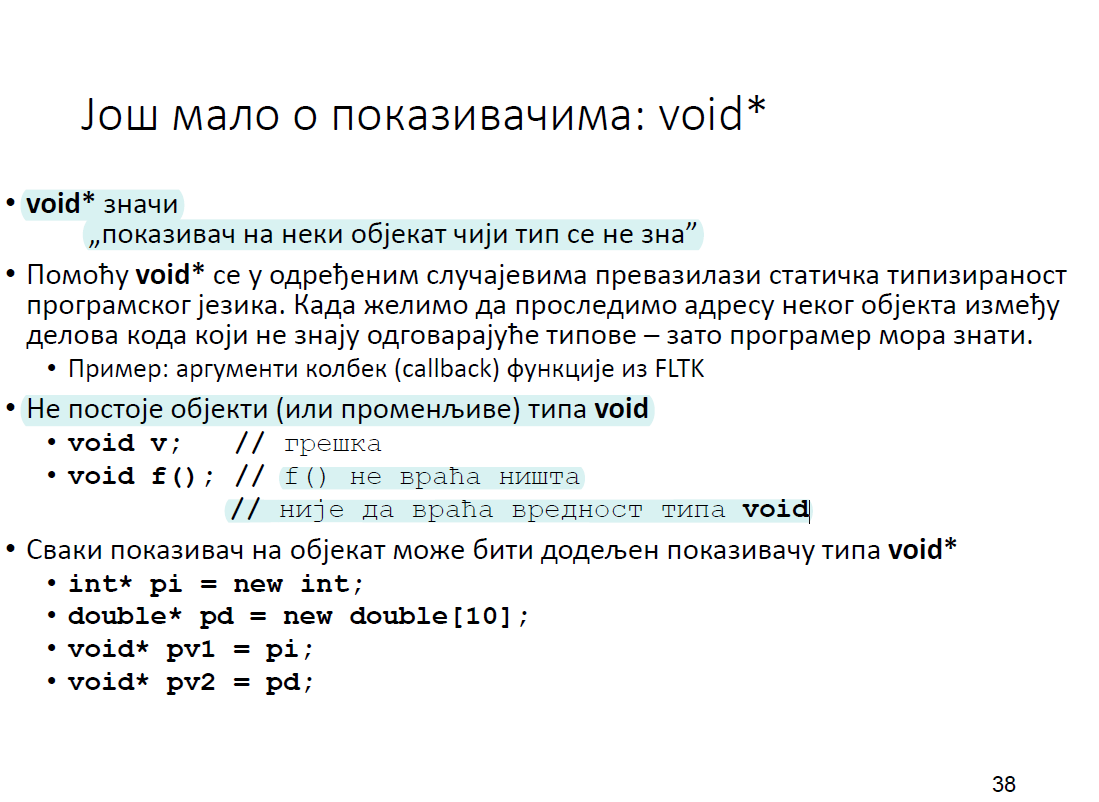 Још мало о показивачима: void*
• void* значи
„показивач на неки објекат чији тип се не зна”
• Помоћу void* се у одређеним случајевима превазилази статичка типизираност
програмског језика. Када желимо да проследимо адресу неког објекта између
делова кода који не знају одговарајуће типове – зато програмер мора знати.
• Пример: аргументи колбек (callback) функције из FLTK
• Не постоје објекти (или променљиве) типа void
• void v; // грешка
• void f(); // f() не враћа ништа
// није да враћа вредност типа void
• Сваки показивач на објекат може бити додељен показивачу типа void*
• int* pi = new int;
• double* pd = new double[10];
• void* pv1 = pi;
• void* pv2 = pd;
38